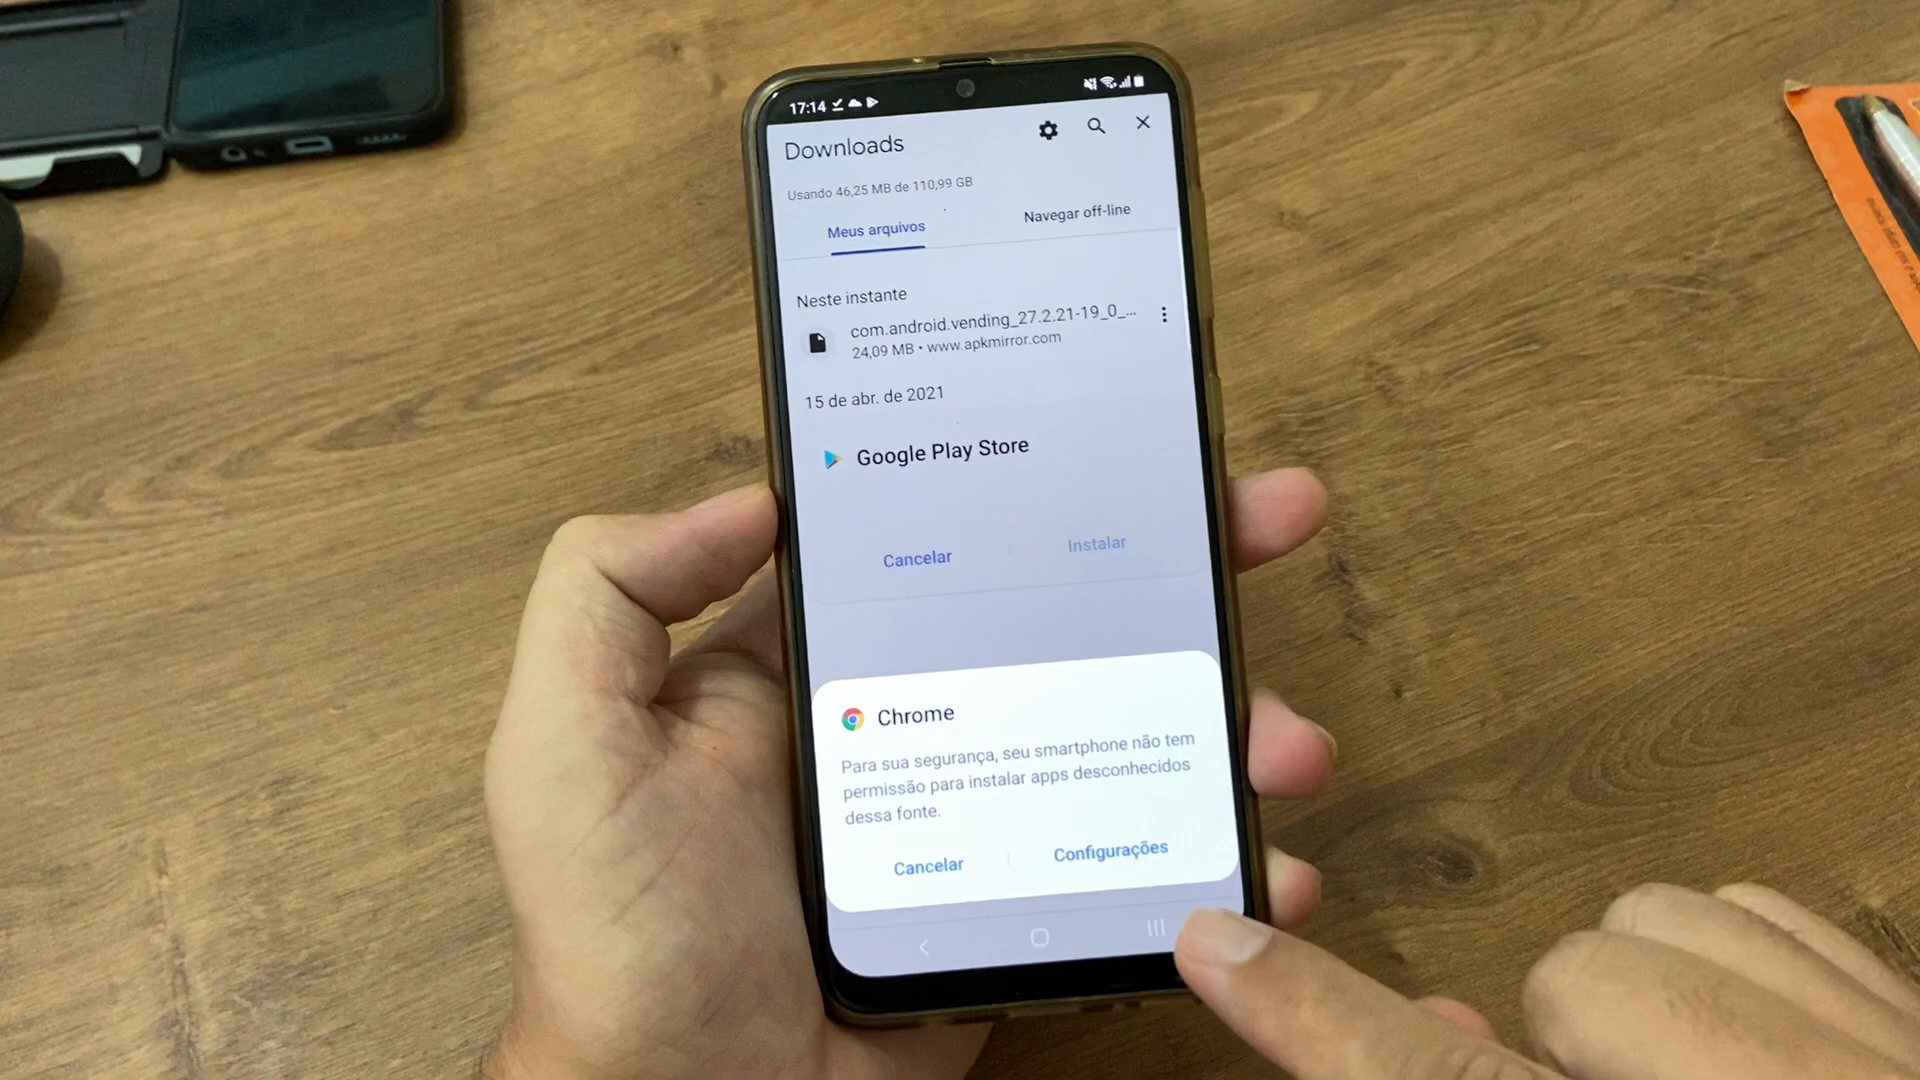 17:14
Downloads
Usando 46,25 MB de 110,99 GB
Meus arquivos
Navegar off-line
Neste instante
com.android.vending_27.2.21-19_0_...
24,09 MB • www.apkmirror.com
15 de abr. de 2021
Google Play Store
Cancelar
Instalar
Chrome
Para sua segurança, seu smartphone não tem
permissão para instalar apps desconhecidos
dessa fonte.
Cancelar
Configurações